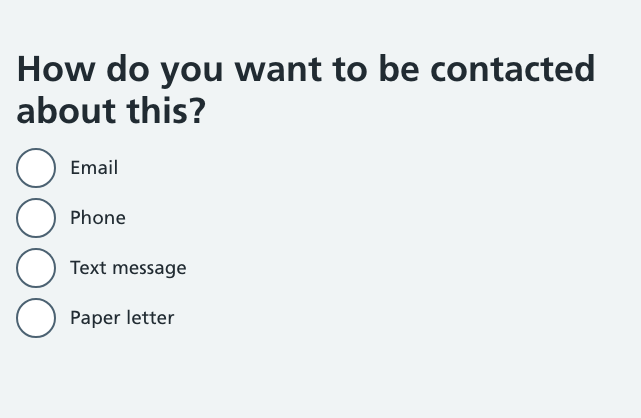 How do you want to be contacted
about this?
Email
Phone
Text message
Paper letter